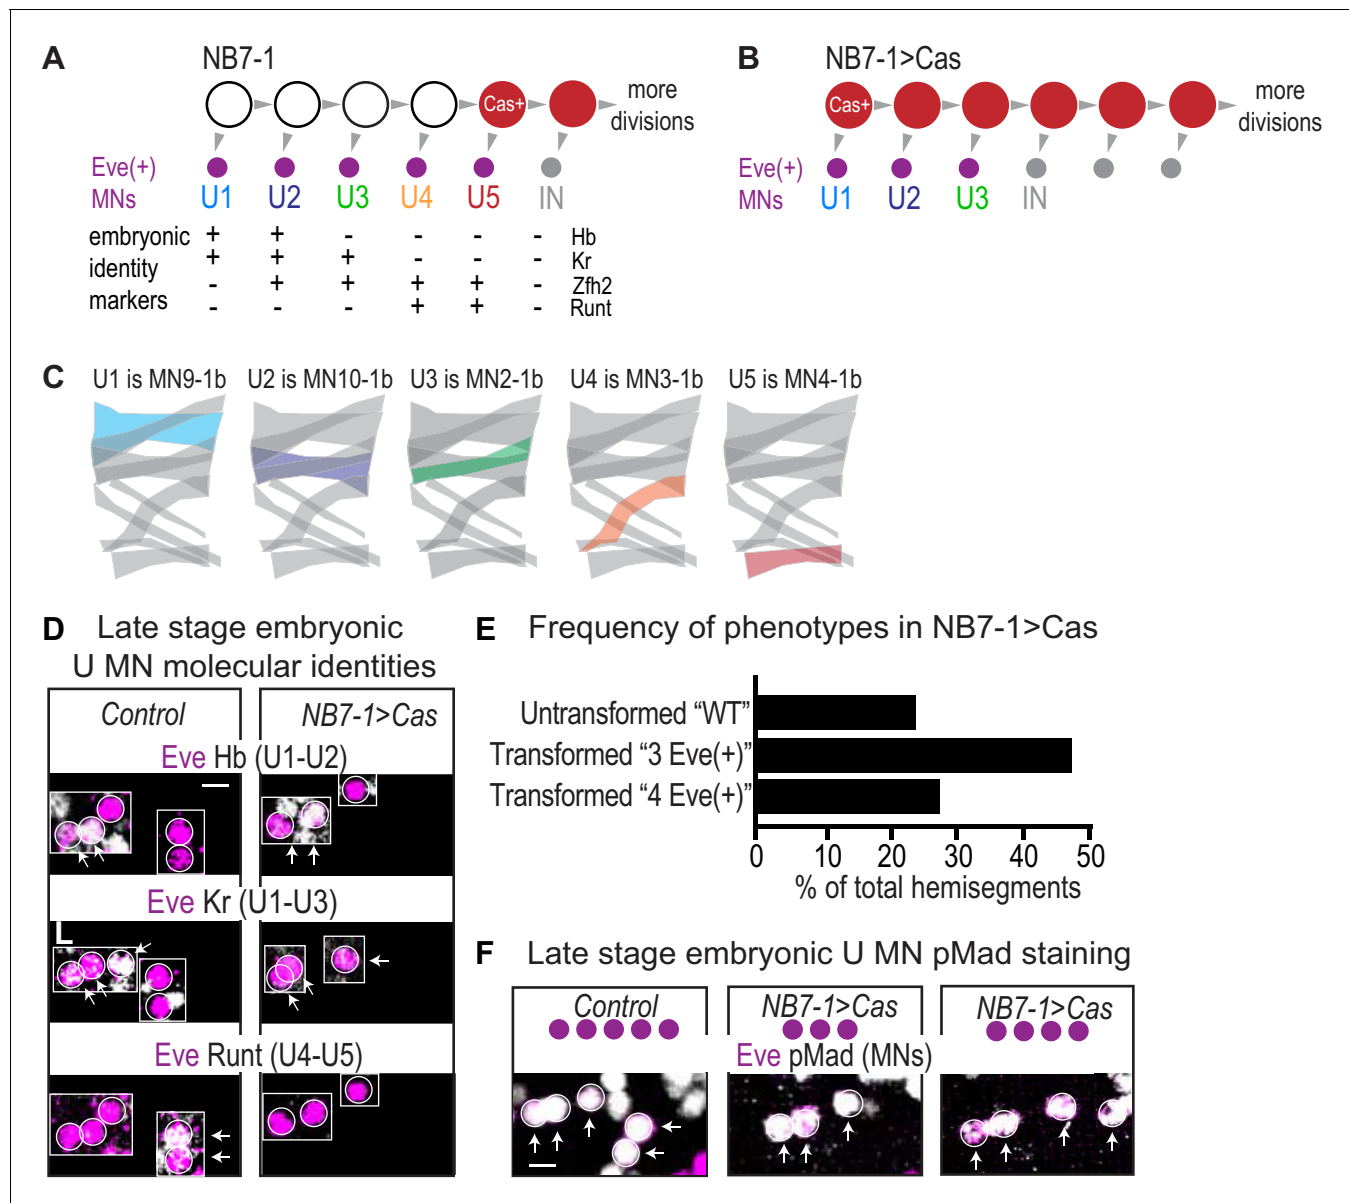 A
NB7-1
Cas+
more
divisions
Eve(+)
MNs
U1 U2 U3 U4 U5 IN
embryonic
identity
markers
+ + - - - - Hb
+ + + - - - Kr
- + + + + - Zfh2
- - - + + - Runt
B
NB7-1>Cas
Cas+
more
divisions
Eve(+)
MNs
U1 U2 U3 IN
C
U1 is MN9-1b U2 is MN10-1b U3 is MN2-1b U4 is MN3-1b U5 is MN4-1b
D Late stage embryonic
U MN molecular identities
Control NB7-1>Cas
Eve Hb (U1-U2)
Eve Kr (U1-U3)
L
Eve Runt (U4-U5)
E Frequency of phenotypes in NB7-1>Cas
Untransformed “WT”
Transformed “3 Eve(+)”
Transformed “4 Eve(+)”
0 10 20 30 40 50
% of total hemisegments
F Late stage embryonic U MN pMad staining
Control NB7-1>Cas NB7-1>Cas
Eve pMad (MNs)